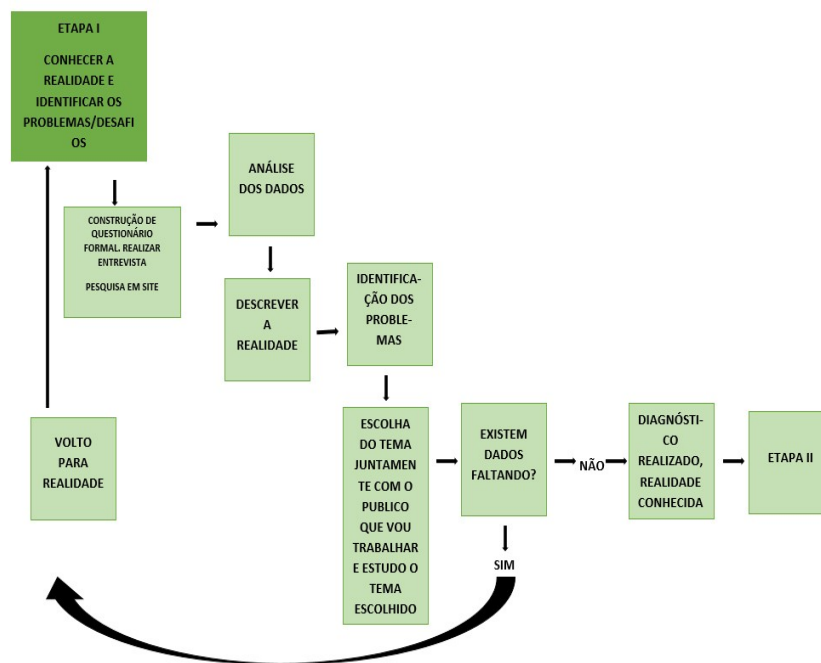 ETAPA I
CONHECER A
REALIDADE E
IDENTIFICAR OS
PROBLEMAS/DESAFI
OS
CONSTRUÇÃO DE
QUESTIONÁRIO
FORMAL. REALIZAR
ENTREVISTA
PESQUISA EM SITE
ANÁLISE
DOS DADOS
DESCREVER
A
REALIDADE
IDENTIFICA-
ÇÃO DOS
PROBLE-
MAS
ESCOLHA
DO TEMA
JUNTAMEN
TE COM O
PUBLICO
QUE VOU
TRABALHAR
E ESTUDO O
TEMA
ESCOLHIDO
EXISTEM
DADOS
FALTANDO?
NÃO
DIAGNÓSTI-
CO
REALIZADO,
REALIDADE
CONHECIDA
ETAPA II
SIM
VOLTO
PARA
REALIDADE